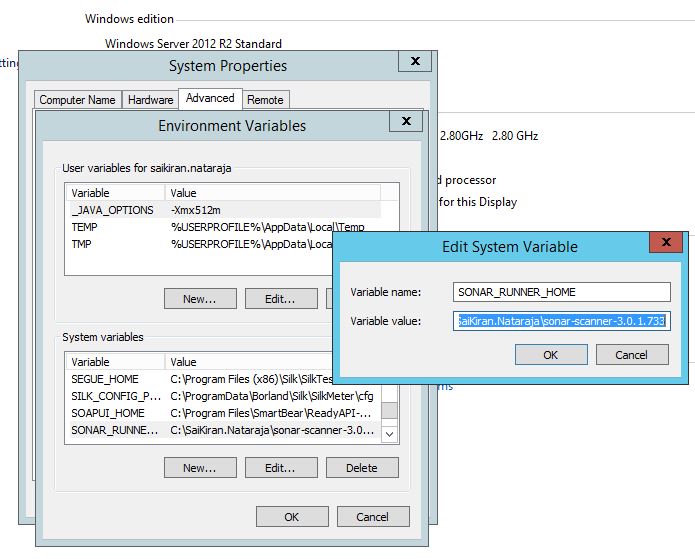 Windows edition
Windows Server 2012 R2 Standard
System Properties
x
Computer Name Hardware Advanced Remote
Environment Variables
x
2.80GHz 2.80 GHz
User variables for saikiran.nataraja
d processor
Variable Value
for this Display
_JAVA_OPTIONS -Xmx512m
TEMP %USERPROFILE%\AppData\Local\Temp
TMP %USERPROFILE%\AppData\Local
Edit System Variable
x
Variable name: SONAR_RUNNER_HOME
Variable value: SaiKiran.Nataraja\sonar-scanner-3.0.1.733
OK Cancel
New... Edit...
System variables
Variable Value
SEGUE_HOME C:\Program Files (x86)\Silk\SilkTes
SILK_CONFIG_P... C:\ProgramData\Borland\Silk\SilkMeter\cfg
SOAPUI_HOME C:\Program Files\SmartBear\ReadyAPI-...
SONAR_RUNNE... C:\SaiKiran.Nataraja\sonar-scanner-3.0...
New... Edit... Delete
OK Cancel